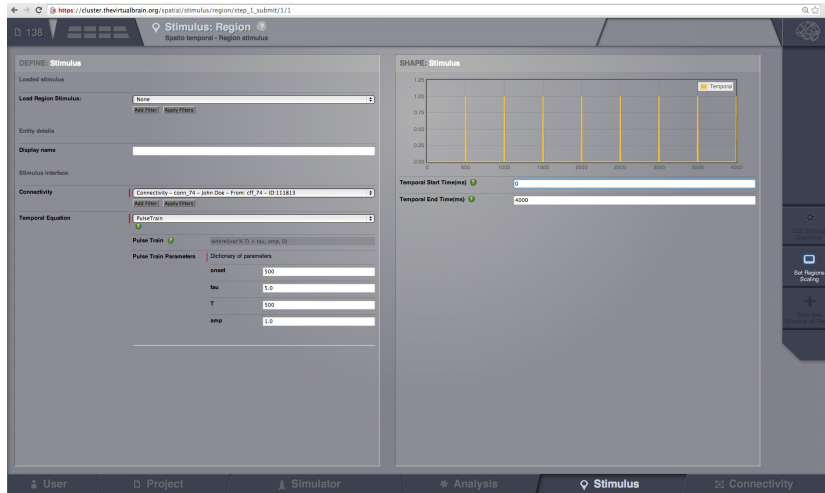 https://cluster.thevirtualbrain.org/spatial/stimulus/region/step_1_submit/1/1
D 138
Stimulus: Region ?
Spatio temporal - Region stimulus
DEFINE: Stimulus
Loaded stimulus
Load Region Stimulus:
None
Add Filter Apply Filters
Entity details
Display name
Stimulus interface
Connectivity
Connectivity - conn_74 - John Doe - From: cff_74 - ID:111813
Add Filter Apply Filters
Temporal Equation
PulseTrain
?
Pulse Train ?
where((var % T) < tau, amp, 0)
Pulse Train Parameters
Dictionary of parameters
onset
500
tau
5.0
T
500
amp
1.0
SHAPE: Stimulus
Temporal
1.25
1.00
0.75
0.50
0.25
0.00
0 500 1000 1500 2000 2500 3000 3500 4000
Temporal Start Time(ms) ?
0
Temporal End Time(ms) ?
4000
Set Regions
Scaling
User
Project
Simulator
Analysis
Stimulus
Connectivity